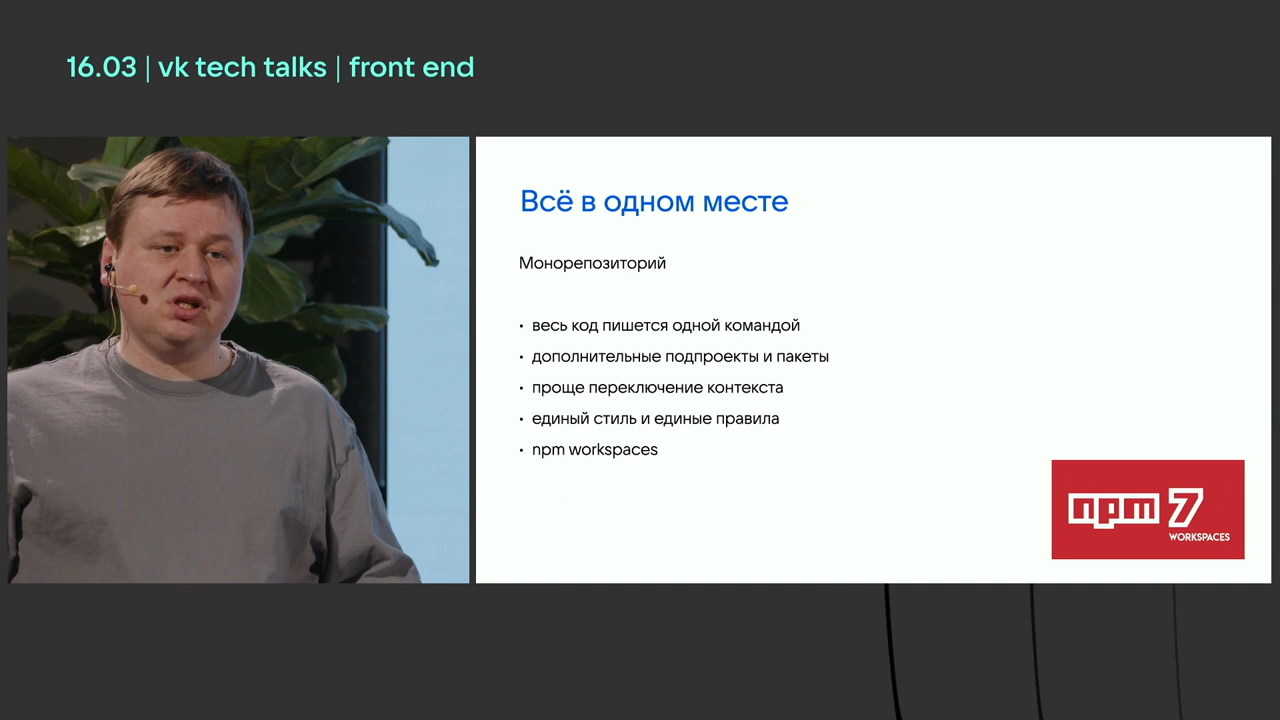 16.03 | vk tech talks | front end
Всё в одном месте
Монорепозиторий
• весь код пишется одной командой
• дополнительные подпроекты и пакеты
• проще переключение контекста
• единый стиль и единые правила
• npm workspaces
npm 7
WORKSPACES